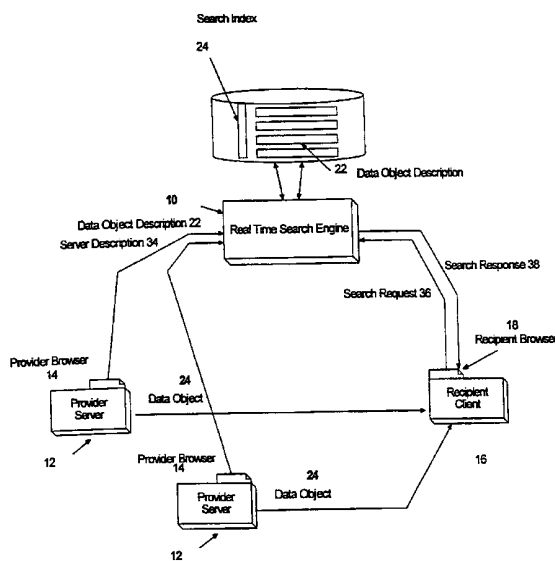 Search Index
24
22 Data Object Description
10
Data Object Description 22
Server Description 34
Real Time Search Engine
Search Response 38
Search Request 36
18
Recipient Browser
Provider Browser
14
24
Data Object
Provider
Server
Recipient
Client
12
Provider Browser
14
24
Data Object
16
Provider
Server
12